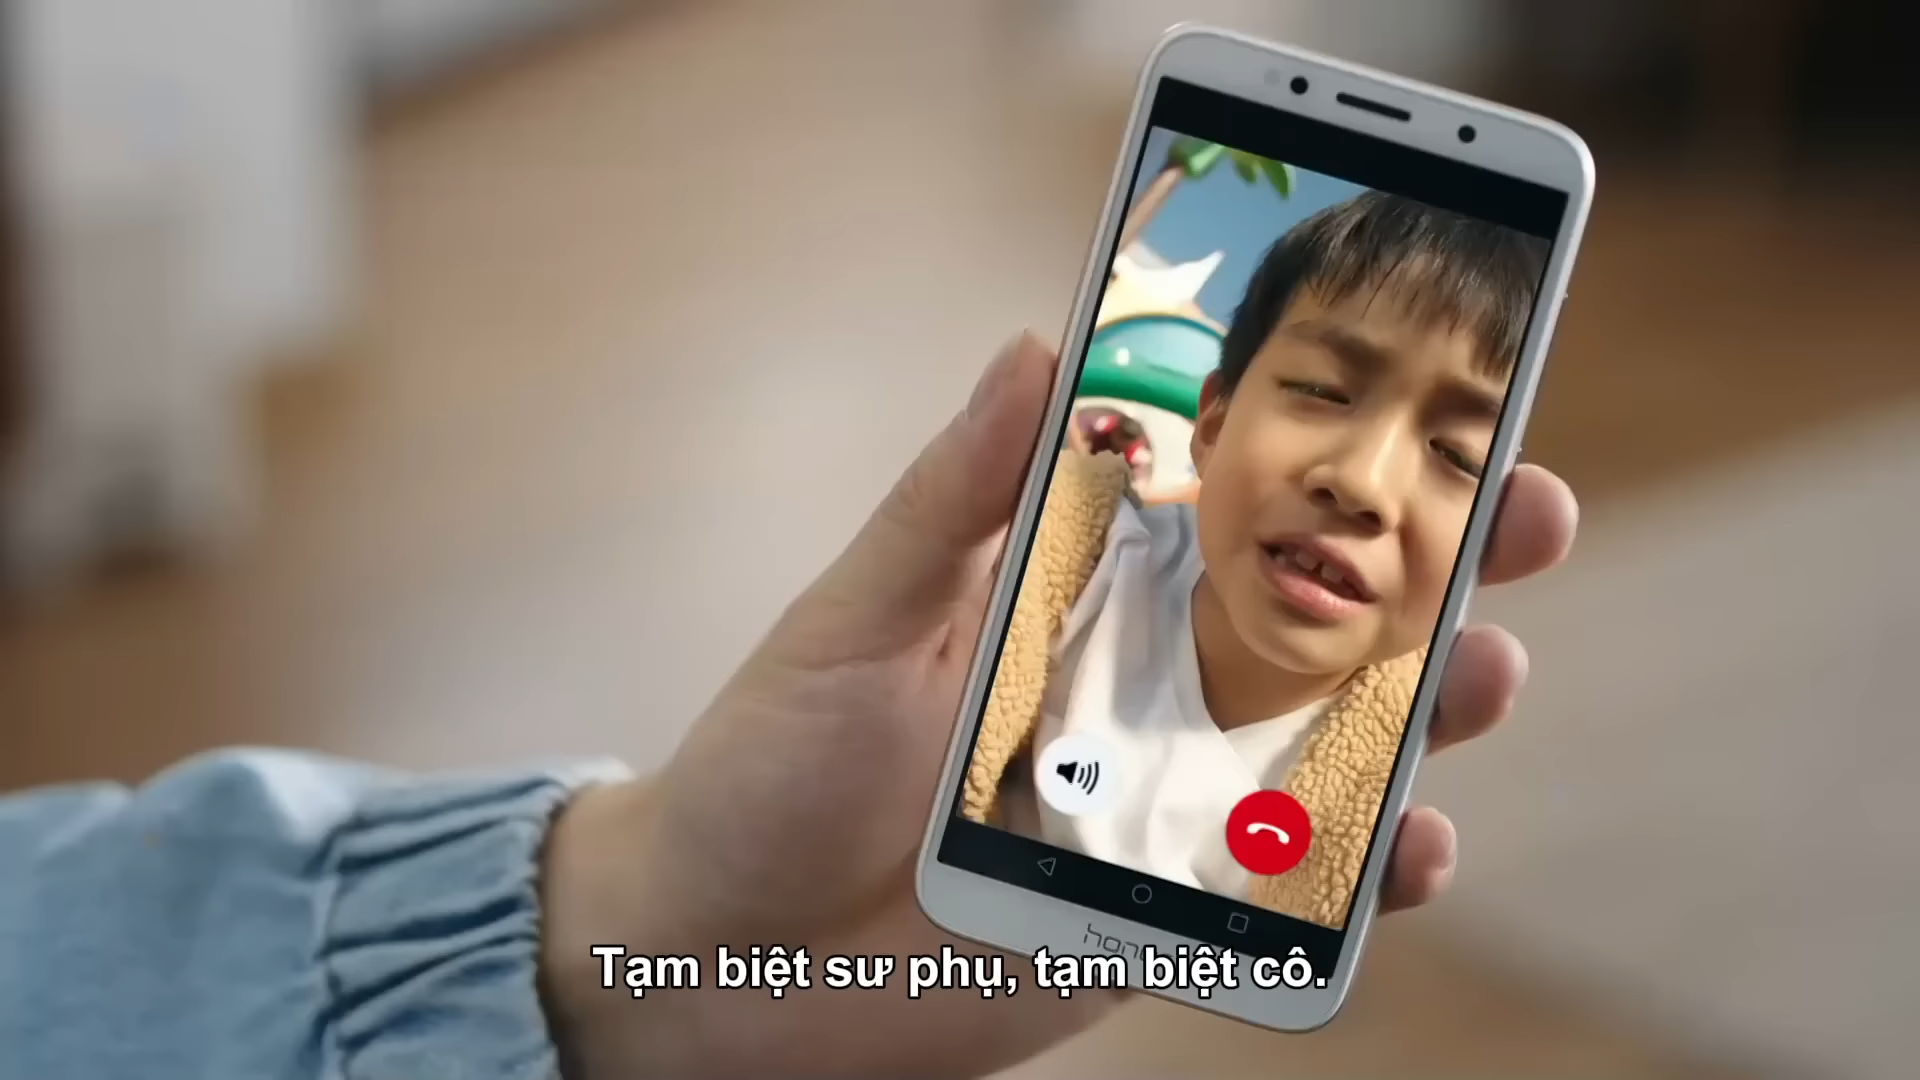 Tạm biệt sư phụ, tạm biệt cô.